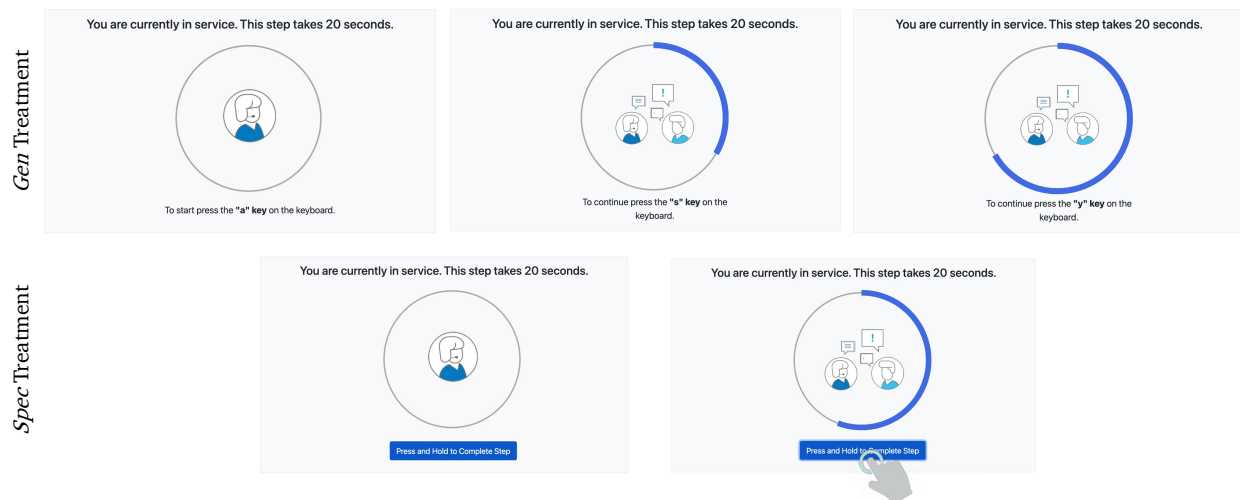 Gen Treatment
You are currently in service. This step takes 20 seconds.
To start press the "a" key on the keyboard.
You are currently in service. This step takes 20 seconds.
!
To continue press the "s" key on the
keyboard.
You are currently in service. This step takes 20 seconds.
!
To continue press the "y" key on the
keyboard.
Spec Treatment
You are currently in service. This step takes 20 seconds.
Press and Hold to Complete Step
You are currently in service. This step takes 20 seconds.
!
Press and Hold to Complete Step